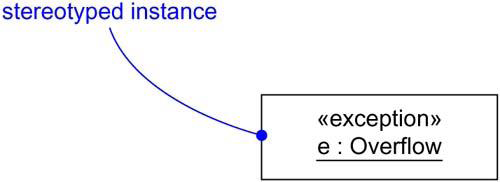 stereotyped instance
«exception»
e : Overflow